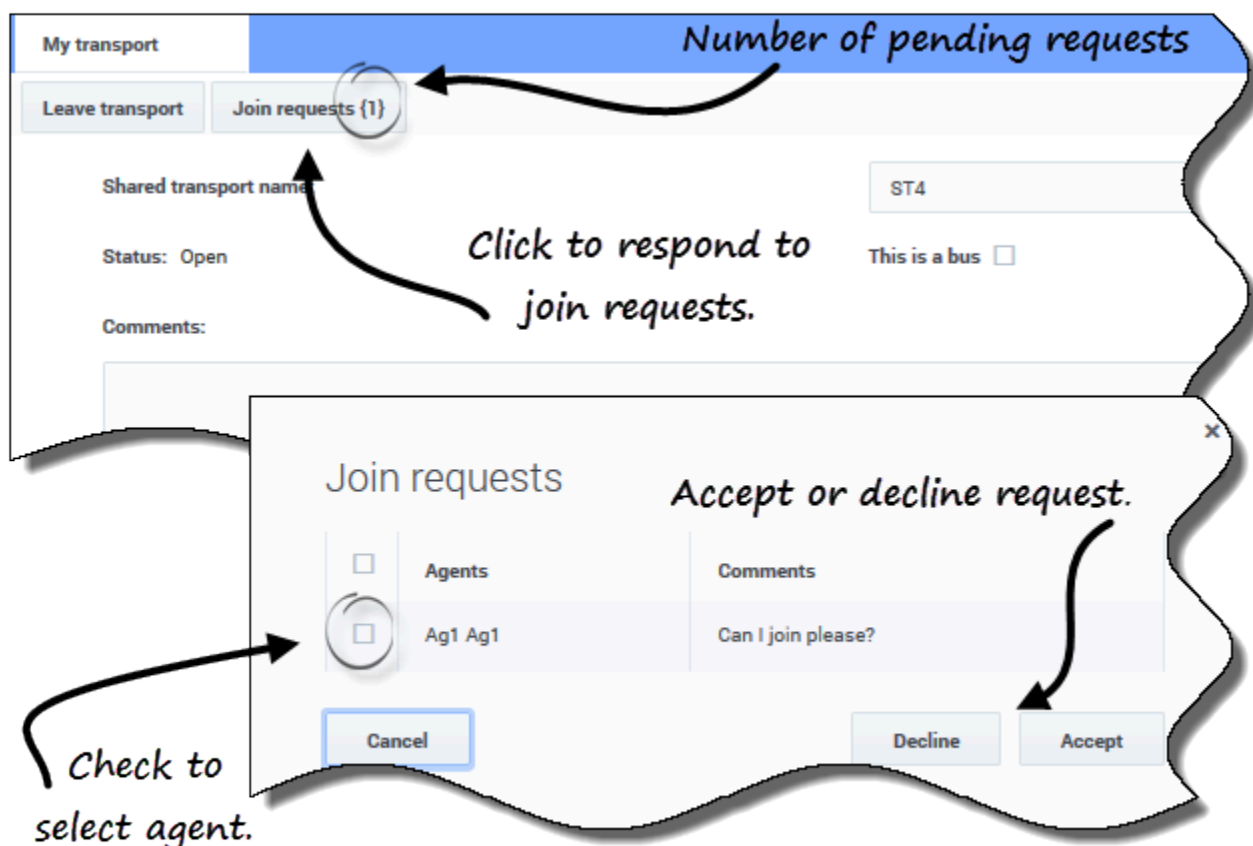 My transport
Number of pending requests
Leave transport
Join requests {1}
Shared transport name:
ST4
Click to respond to
join requests.
Status: Open
This is a bus
Comments:
×
Join requests
Accept or decline request.
Agents
Comments
Ag1 Ag1
Can I join please?
Cancel
Decline
Accept
Check to
select agent.